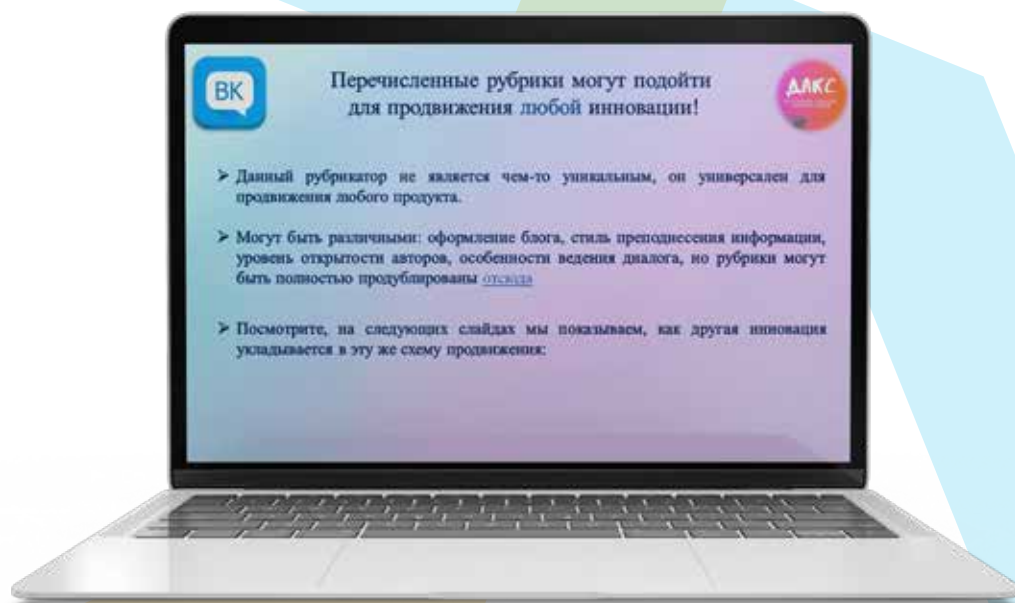 ВК
Перечисленные рубрики могут подойти
для продвижения любой инновации!
ДЛКС
➢ Данный рубрикатор не является чем-то уникальным, он универсален для
продвижения любого продукта.
➢ Могут быть различными: оформление блога, стиль преподнесения информации,
уровень открытости авторов, особенности ведения диалога, но рубрики могут
быть полностью продублированы отсюда
➢ Посмотрите, на следующих слайдах мы показываем, как другая инновация
укладывается в эту же схему продвижения: